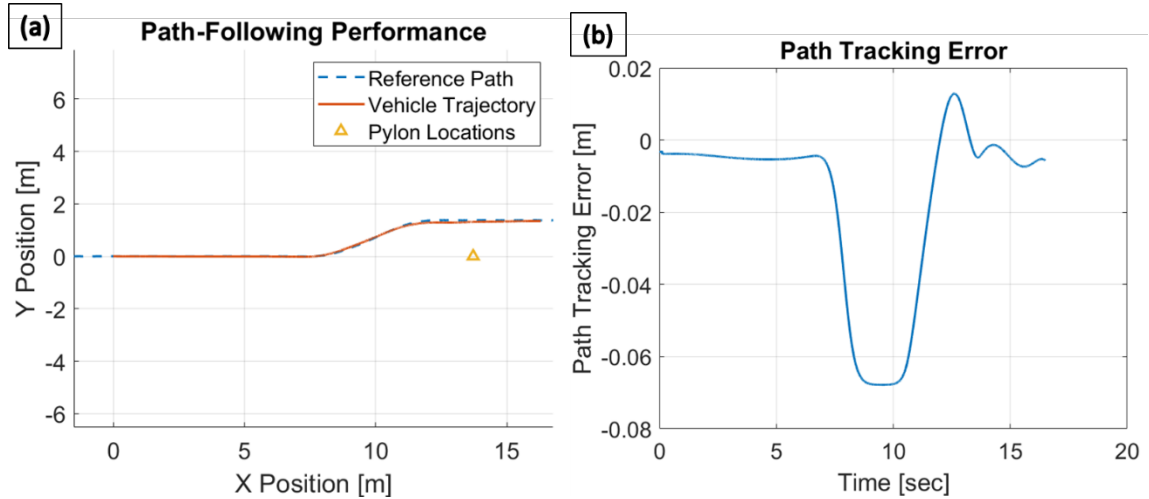 (a)
Path-Following Performance
Reference Path
Vehicle Trajectory
Pylon Locations
Y Position [m]
6
4
2
0
-2
-4
-6
0
5
10
15
X Position [m]
(b)
Path Tracking Error
Path Tracking Error [m]
0.02
0
-0.02
-0.04
-0.06
-0.08
0
5
10
15
20
Time [sec]